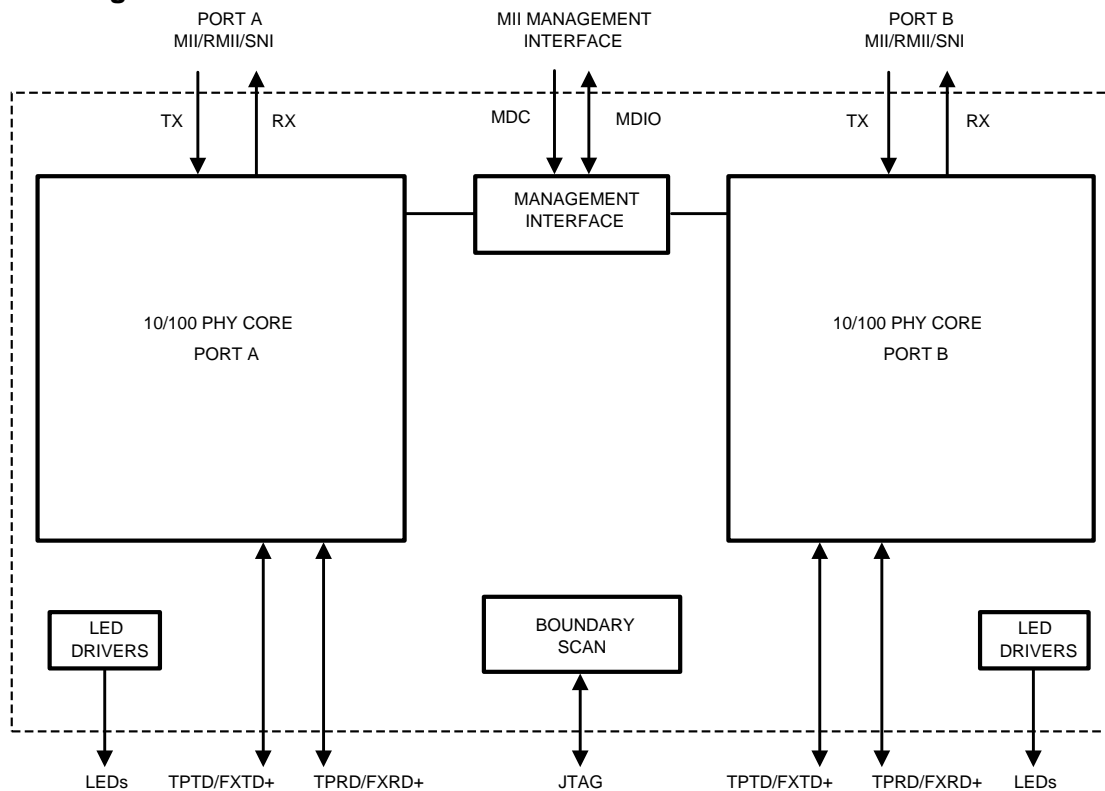 PORT A
MII/RMII/SNI
MII MANAGEMENT
INTERFACE
PORT B
MII/RMII/SNI
TX
RX
MDC
MDIO
TX
RX
MANAGEMENT
INTERFACE
10/100 PHY CORE
PORT A
10/100 PHY CORE
PORT B
LED
DRIVERS
BOUNDARY
SCAN
LED
DRIVERS
LEDs
TPTD/FXTD+
TPRD/FXRD+
JTAG
TPTD/FXTD+
TPRD/FXRD+
LEDs